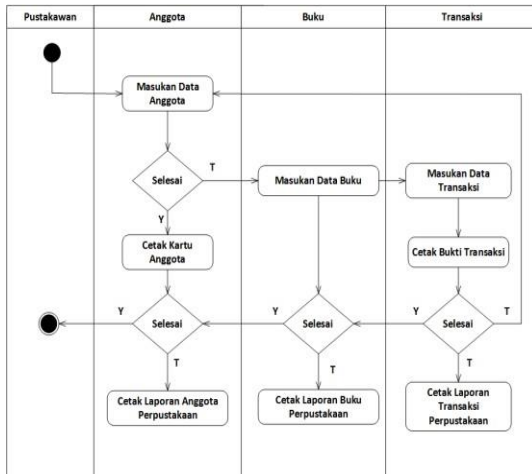 Pustakawan
Anggota
Buku
Transaksi
Masukan Data
Anggota
Selesai
T
Masukan Data Buku
Masukan Data
Transaksi
Y
Cetak Kartu
Anggota
Cetak Bukti Transaksi
Y
Selesai
Y
Selesai
Y
Selesai
T
T
T
T
Cetak Laporan Anggota
Perpustakaan
Cetak Laporan Buku
Perpustakaan
Cetak Laporan
Transaksi
Perpustakaan